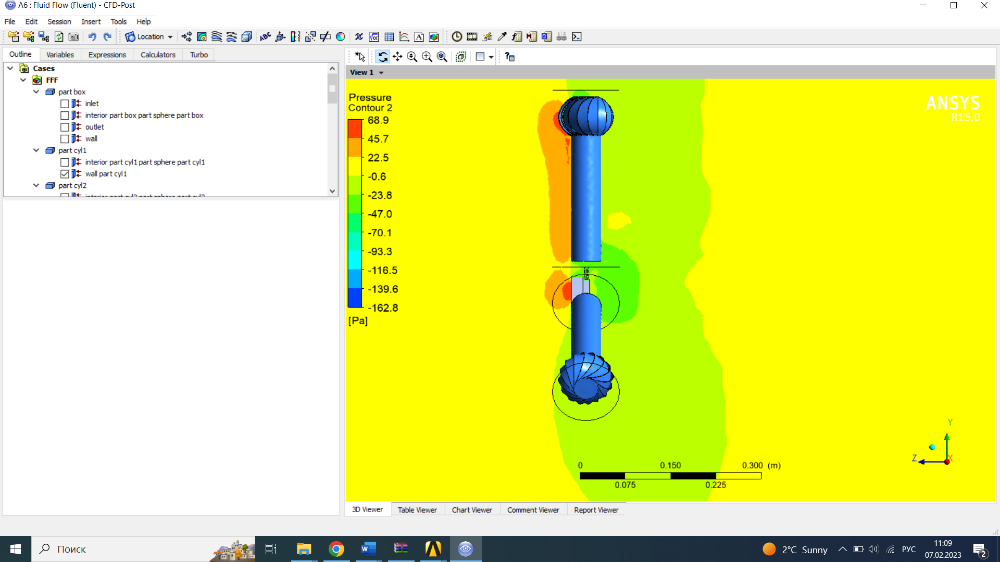 A6 : Fluid Flow (Fluent) - CFD-Post
File Edit Session Insert Tools Help
Location
Outline Variables Expressions Calculators Turbo
Cases
FFF
part box
inlet
interior part box part sphere part box
outlet
wall
part cyl1
interior part cyl1 part sphere part cyl1
wall part cyl1
part cyl2
View 1
Pressure
Contour 2
68.9
45.7
22.5
-0.6
-23.8
-47.0
-70.1
-93.3
-116.5
-139.6
-162.8
[Pa]
ANSYS
R15.0
Y
Z X
0 0.150 0.300 (m)
0.075 0.225
3D Viewer Table Viewer Chart Viewer Comment Viewer Report Viewer
Поиск
2°C Sunny
РУС
11:09
07.02.2023
2